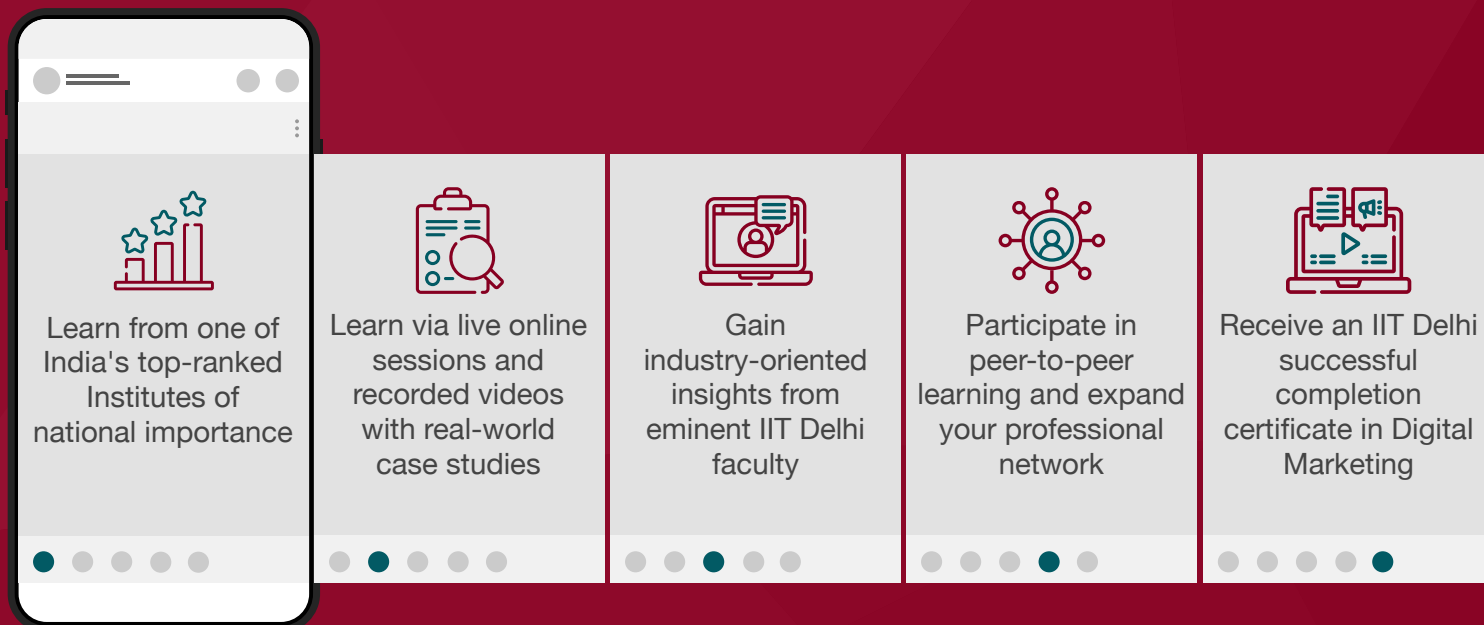 Learn from one of
India's top-ranked
Institutes of
national importance
Learn via live online
sessions and
recorded videos
with real-world
case studies
Gain
industry-oriented
insights from
eminent IIT Delhi
faculty
Participate in
peer-to-peer
learning and expand
your professional
network
Receive an IIT Delhi
successful
completion
certificate in Digital
Marketing